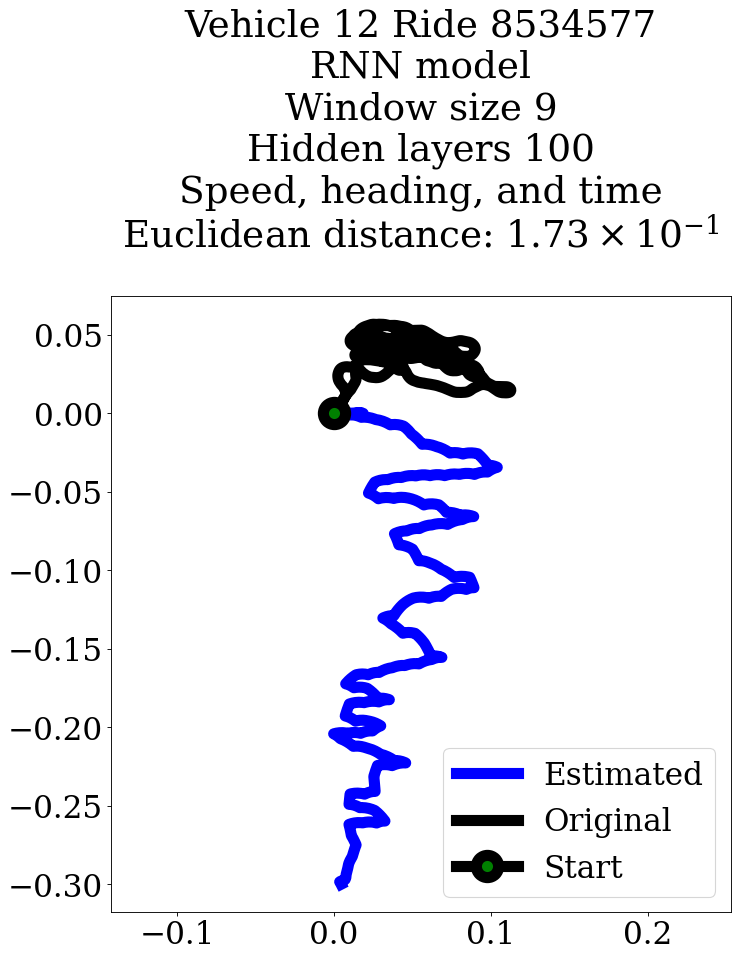 Vehicle 12 Ride 8534577
RNN model
Window size 9
Hidden layers 100
Speed, heading, and time
Euclidean distance: 1.73 × 10⁻¹
0.05
0.00
−0.05
−0.10
−0.15
−0.20
−0.25
−0.30
Estimated
Original
Start
−0.1 0.0 0.1 0.2